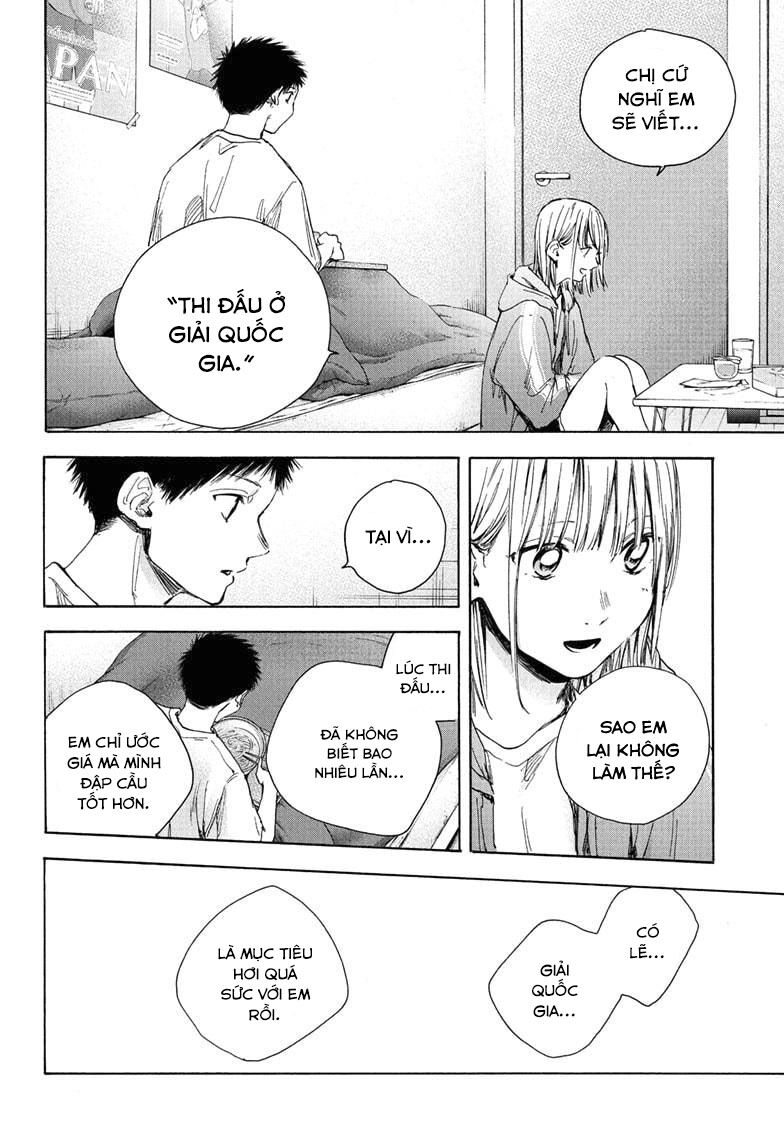 PAN
CHỊ CỨ
NGHĨ EM
SẼ VIẾT...
"THI ĐẤU Ở
GIẢI QUỐC
GIA."
SAO EM
LẠI KHÔNG
LÀM THẾ?
TẠI VÌ...
LÚC THI
ĐẤU...
ĐÃ KHÔNG
BIẾT BAO
NHIÊU LẦN...
EM CHỈ ƯỚC
GIÁ MÀ MÌNH
ĐẬP CẦU
TỐT HƠN.
CÓ
LẼ...
GIẢI
QUỐC
GIA...
LÀ MỤC TIÊU
HƠI QUÁ
SỨC VỚI EM
RỒI.